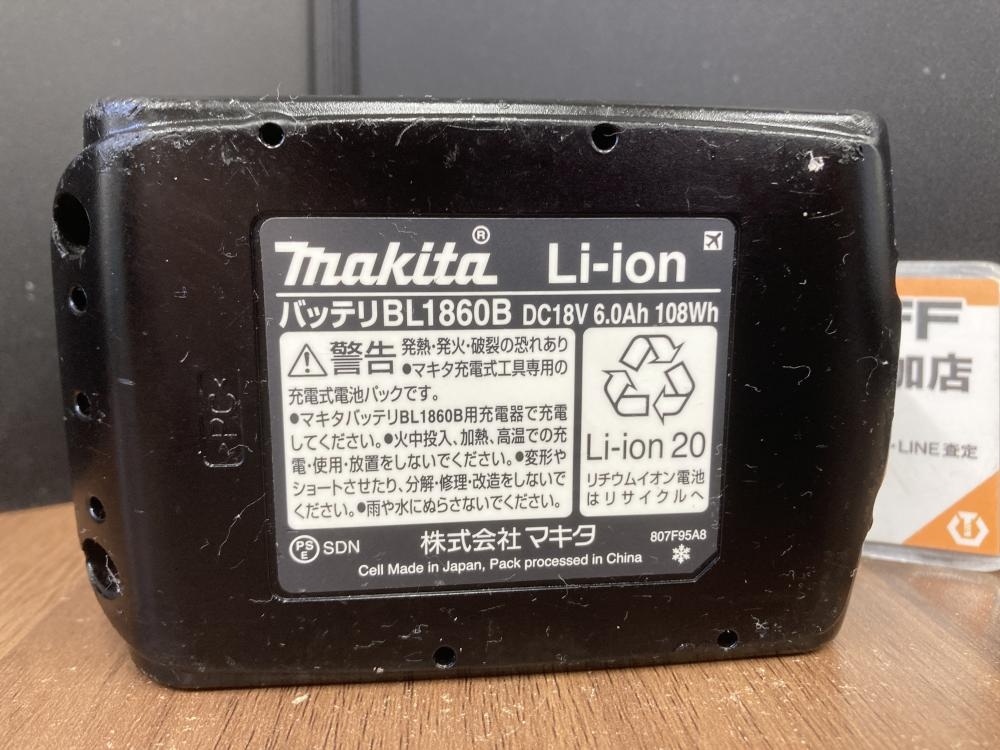 makita® Li-ion
バッテリBL1860B DC18V 6.0Ah 108Wh
警告 発熱・発火・破裂の恐れあり
●マキタ充電式工具専用の
充電式電池パックです。
●マキタバッテリBL1860B用充電器で充電
してください。●火中投入、加熱、高温での充
電・使用・放置をしないでください。●変形や
ショートさせたり、分解・修理・改造をしないで
ください。●雨や水にぬらさないでください。
Li-ion 20
リチウムイオン電池
はリサイクルへ
PSE SDN
株式会社 マキタ
807F95A8
Cell Made in Japan, Pack processed in China
>PC<
FF
加店
・LINE査定